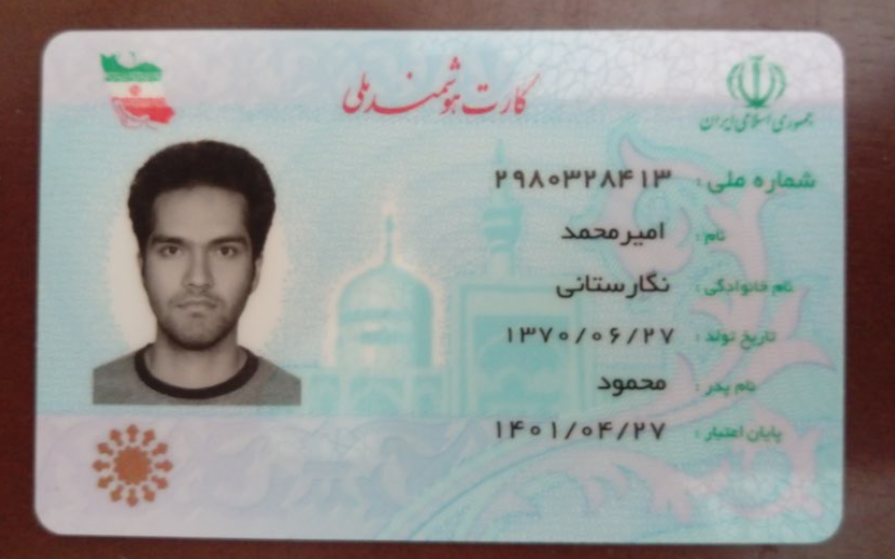 کارت هوشمند ملی
جمهوری اسلامی ایران
شماره ملی : ۲۹۸۰۳۲۸۴۱۳
نام : امیرمحمد
نام خانوادگی : نگارستانی
تاریخ تولد : ۱۳۷۰/۰۶/۲۷
نام پدر : محمود
پایان اعتبار : ۱۴۰۱/۰۴/۲۷